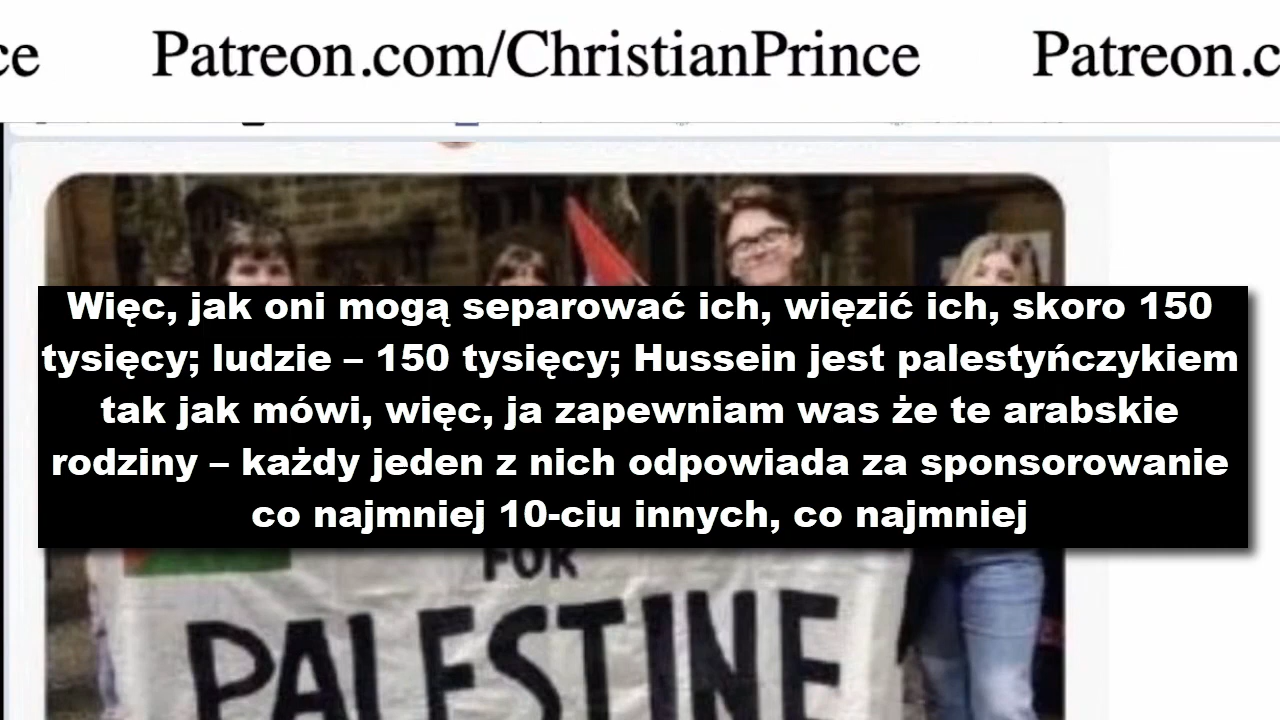 ce Patreon.com/ChristianPrince Patreon.c
Więc, jak oni mogą separować ich, więzić ich, skoro 150
tysięcy; ludzie – 150 tysięcy; Hussein jest palestyńczykiem
tak jak mówi, więc, ja zapewniam was że te arabskie
rodziny – każdy jeden z nich odpowiada za sponsorowanie
co najmniej 10-ciu innych, co najmniej
FOR
PALESTINE